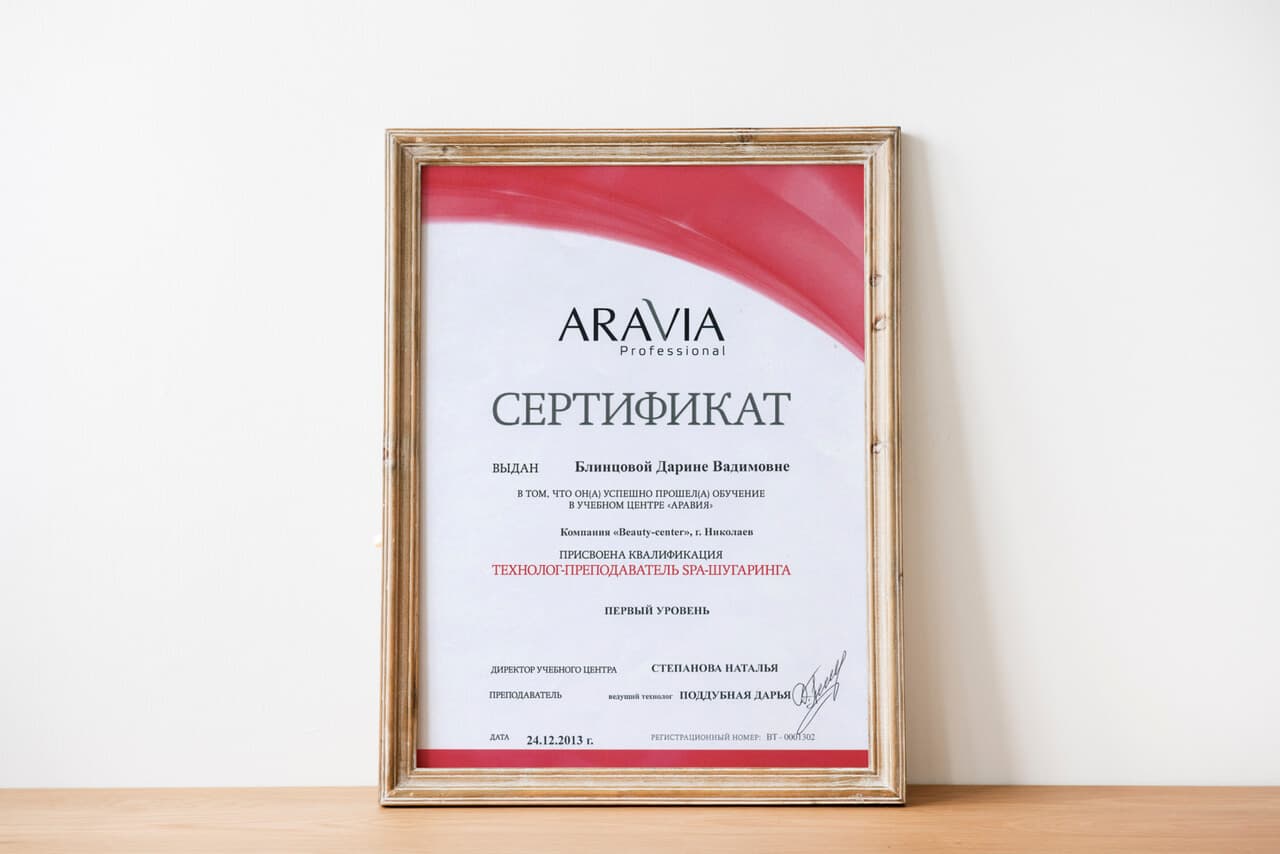 ARAVIA
Professional
СЕРТИФИКАТ
ВЫДАН Блинцовой Дарине Вадимовне
В ТОМ, ЧТО ОН(А) УСПЕШНО ПРОШЕЛ(А) ОБУЧЕНИЕ
В УЧЕБНОМ ЦЕНТРЕ «АРАВИЯ»
Компания «Beauty-center», г. Николаев
ПРИСВОЕНА КВАЛИФИКАЦИЯ
ТЕХНОЛОГ-ПРЕПОДАВАТЕЛЬ SPA-ШУГАРИНГА
ПЕРВЫЙ УРОВЕНЬ
ДИРЕКТОР УЧЕБНОГО ЦЕНТРА СТЕПАНОВА НАТАЛЬЯ
ПРЕПОДАВАТЕЛЬ ведущий технолог ПОДДУБНАЯ ДАРЬЯ
ДАТА 24.12.2013 г. РЕГИСТРАЦИОННЫЙ НОМЕР: ВТ - 0001302